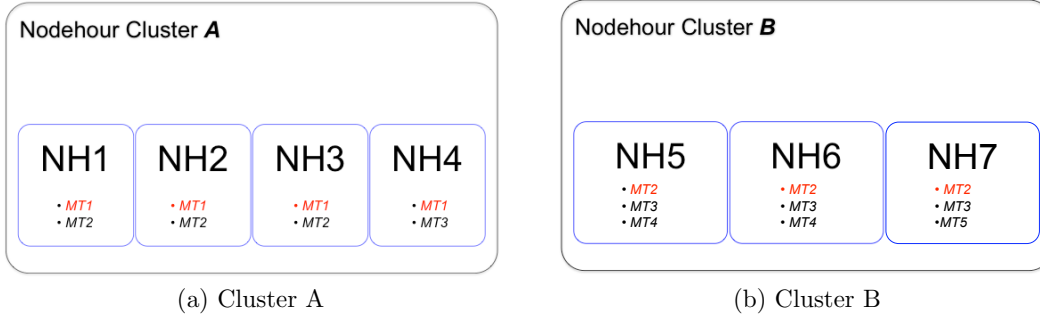 Nodehour Cluster A
NH1
• MT1
• MT2
NH2
• MT1
• MT2
NH3
• MT1
• MT2
NH4
• MT1
• MT3
(a) Cluster A
Nodehour Cluster B
NH5
• MT2
• MT3
• MT4
NH6
• MT2
• MT3
• MT4
NH7
• MT2
• MT3
•MT5
(b) Cluster B